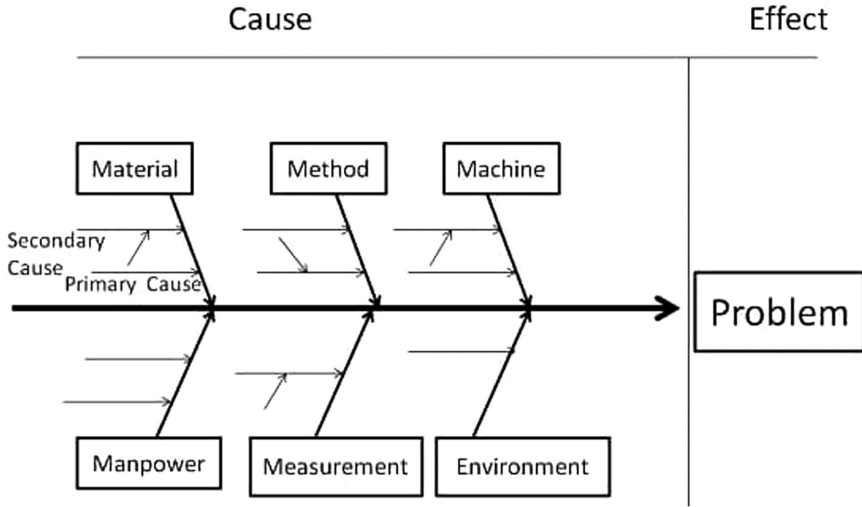 Cause
Effect
Material
Method
Machine
Secondary
Cause
Primary Cause
Problem
Manpower
Measurement
Environment